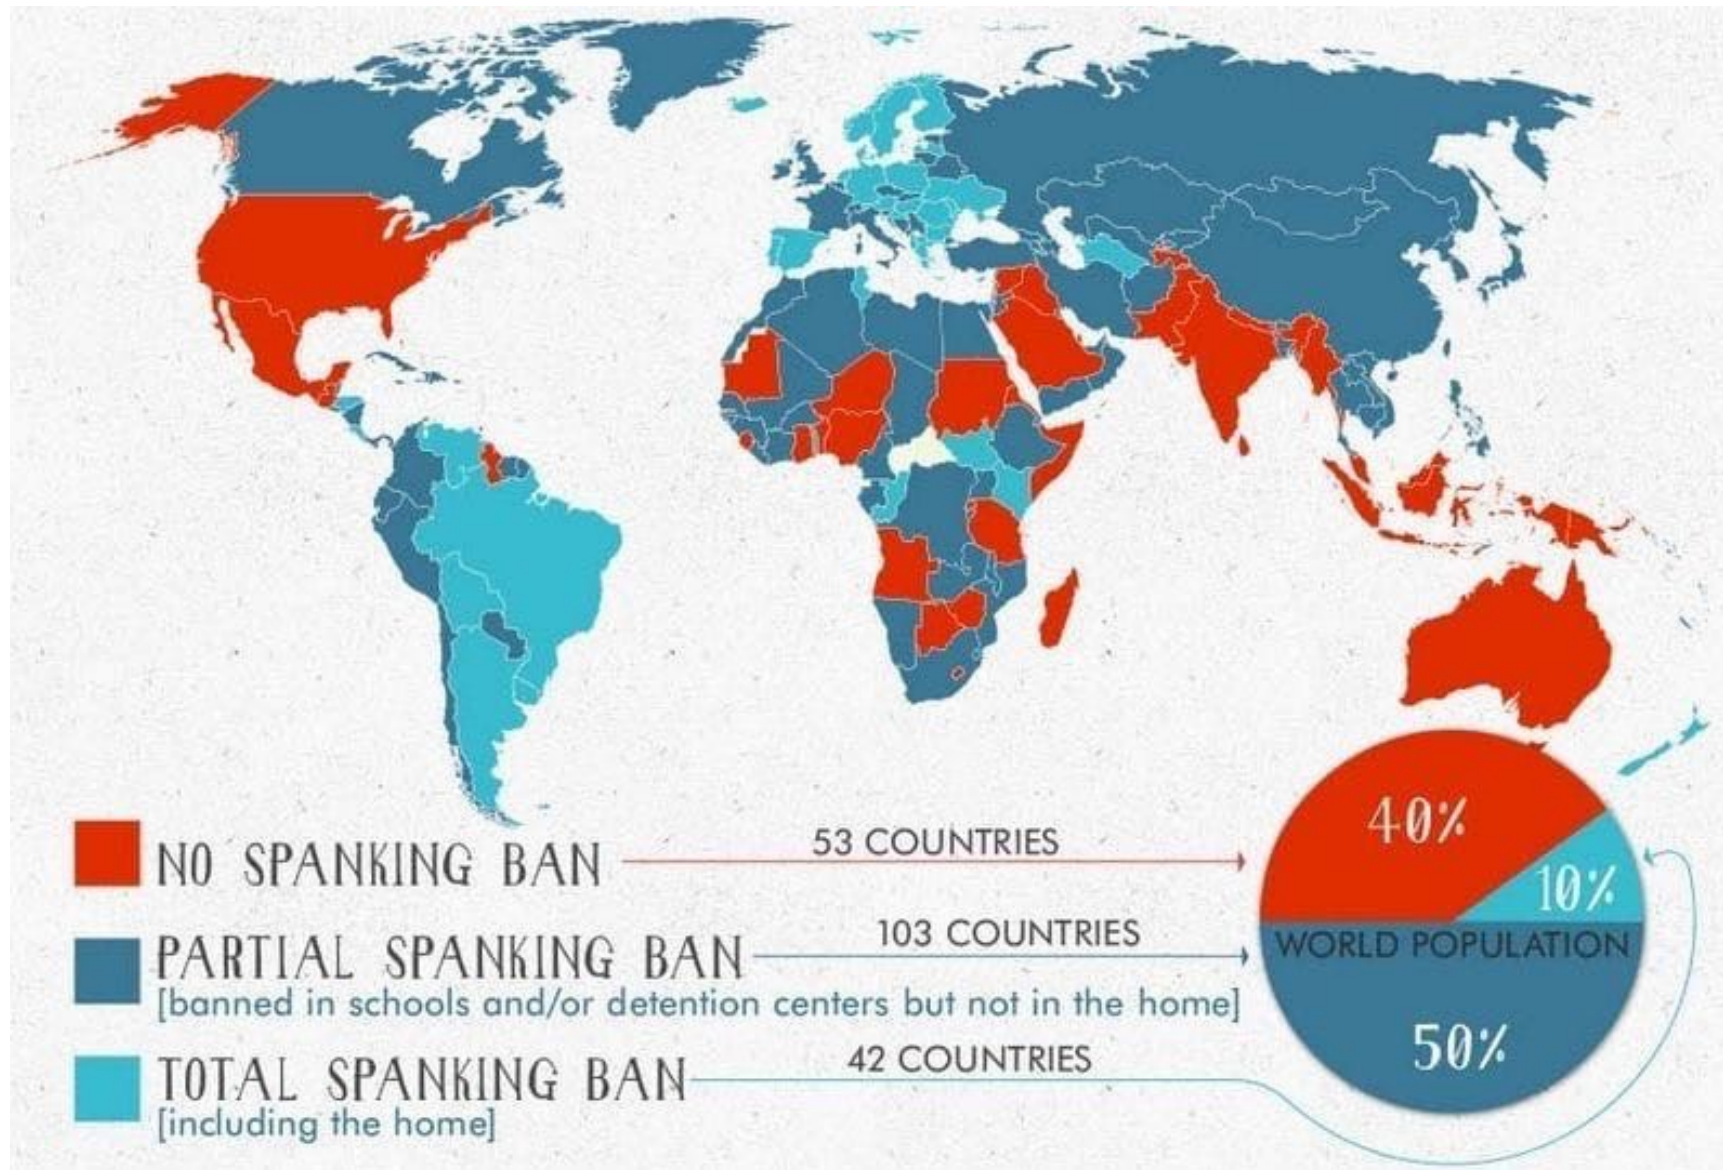 NO SPANKING BAN
53 COUNTRIES
PARTIAL SPANKING BAN
103 COUNTRIES
[banned in schools and/or detention centers but not in the home]
TOTAL SPANKING BAN
42 COUNTRIES
[including the home]
40%
10%
WORLD POPULATION
50%